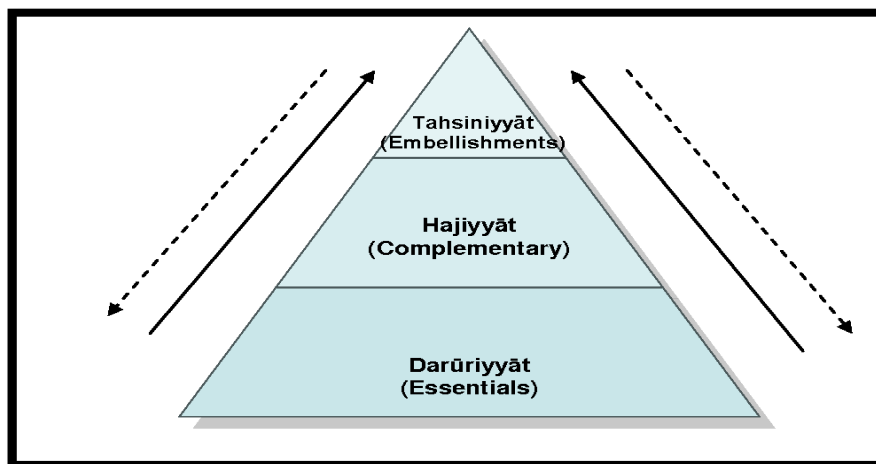 Tahsiniyyāt
(Embellishments)
Hajiyyāt
(Complementary)
Darūriyyāt
(Essentials)